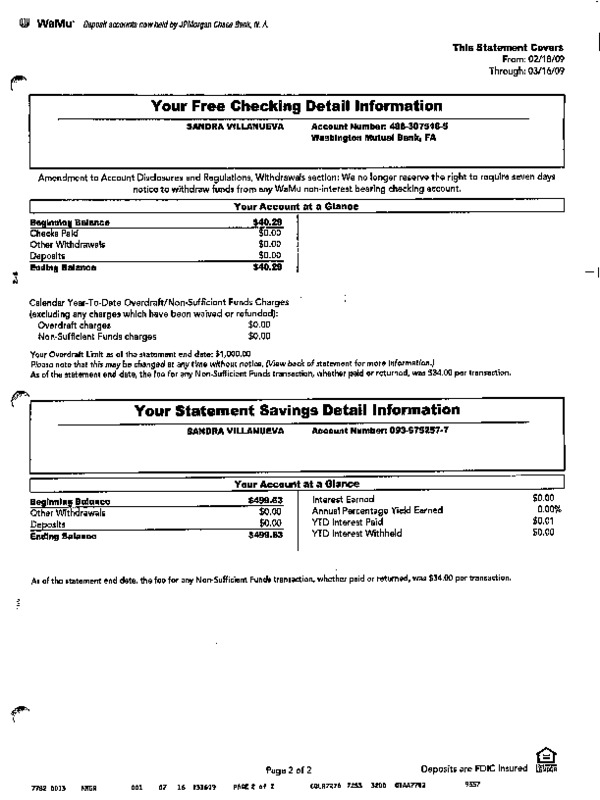 WaMu Deposit accounts now held by JPMorgan Chase Bank, N.A.
This Statement Covers
From: 02/18/09
Through: 03/16/09
Your Free Checking Detail Information
SANDRA VILLANUEVA Account Number: 486-307516-5
Washington Mutual Bank, FA
Amendment to Account Disclosures and Regulations, Withdrawals section: We no longer reserve the right to require seven days
notice to withdraw funds from any WaMu non-interest bearing checking account.
Your Account at a Glance
Beginning Balance $40.29
Checks Paid $0.00
Other Withdrawals $0.00
Deposits $0.00
Ending Balance $40.29
Calendar Year-To-Date Overdraft/Non-Sufficient Funds Charges
(excluding any charges which have been waived or refunded):
Overdraft charges $0.00
Non-Sufficient Funds charges $0.00
Your Overdraft Limit as of the statement end date: $1,000.00
Please note that this may be changed at any time without notice. (View back of statement for more information.)
As of the statement end date, the fee for any Non-Sufficient Funds transaction, whether paid or returned, was $34.00 per transaction.
Your Statement Savings Detail Information
SANDRA VILLANUEVA Account Number: 093-575257-7
Your Account at a Glance
Beginning Balance $499.63
Other Withdrawals $0.00
Deposits $0.00
Ending Balance $499.63
Interest Earned $0.00
Annual Percentage Yield Earned 0.00%
YTD Interest Paid $0.01
YTD Interest Withheld $0.00
As of the statement end date, the fee for any Non-Sufficient Funds transaction, whether paid or returned, was $34.00 per transaction.
Page 2 of 2
Deposits are FDIC Insured
7782 0013 001 07 16 PAGE 2 of 2 7255 3200 9557